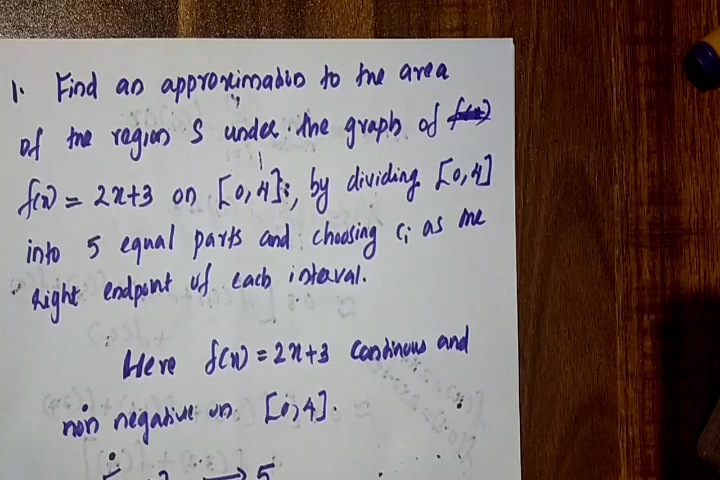 1. Find an approximation to the area
of the region S under the graph of f(x)
f(x) = 2x+3 on [0,4]:, by dividing [0,4]
into 5 equal parts and choosing ci as the
right endpoint of each interval.
Here f(x) = 2x+3 continous and
non negative on [0,4].
→ 5